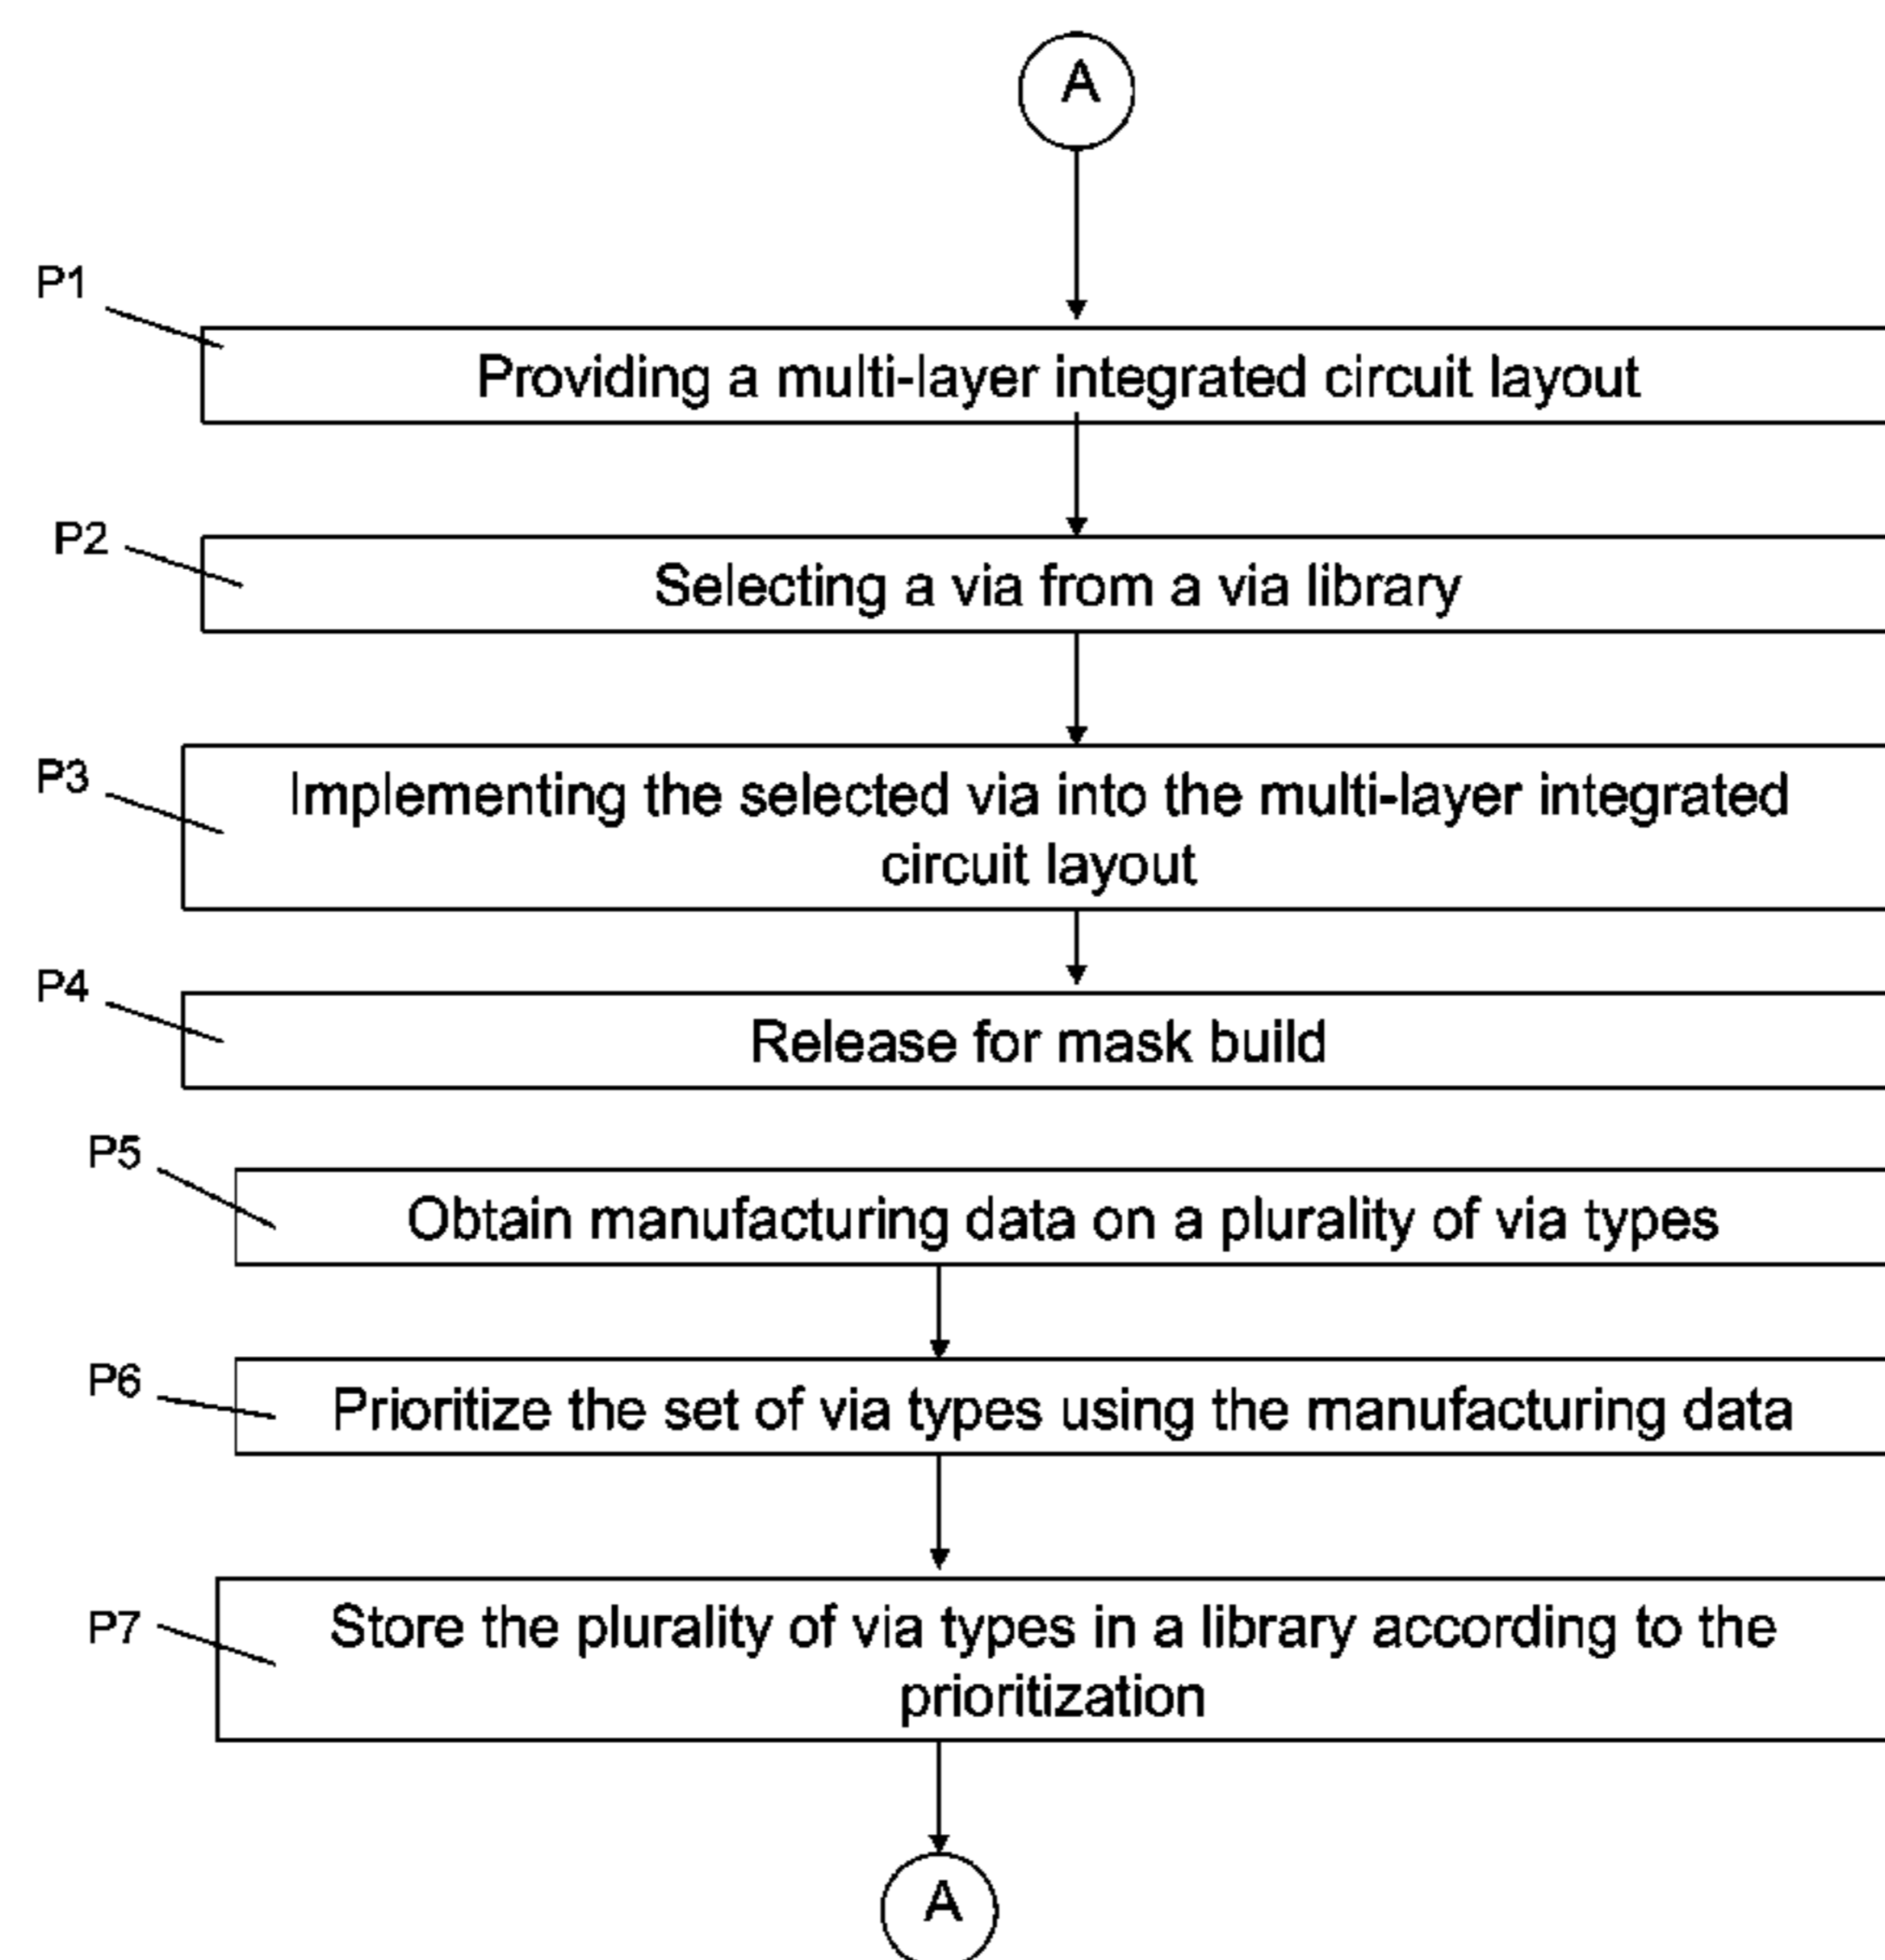 A
P1
Providing a multi-layer integrated circuit layout
P2
Selecting a via from a via library
P3
Implementing the selected via into the multi-layer integrated
circuit layout
P4
Release for mask build
P5
Obtain manufacturing data on a plurality of via types
P6
Prioritize the set of via types using the manufacturing data
P7
Store the plurality of via types in a library according to the
prioritization
A